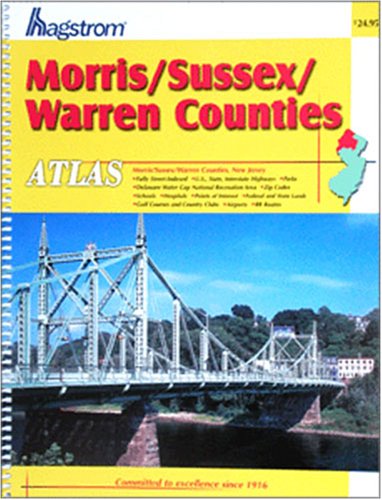 hagstrom
$24.95
Morris/Sussex/
Warren Counties
ATLAS
Morris/Sussex/Warren Counties, New Jersey
•Fully Street Indexed •U.S., State, Interstate Highways •Parks
•Delaware Water Gap National Recreation Area •Zip Codes
•Schools •Hospitals •Points of Interest •Federal and State Lands
•Golf Courses and Country Clubs •Airports •RR Routes
Committed to excellence since 1916